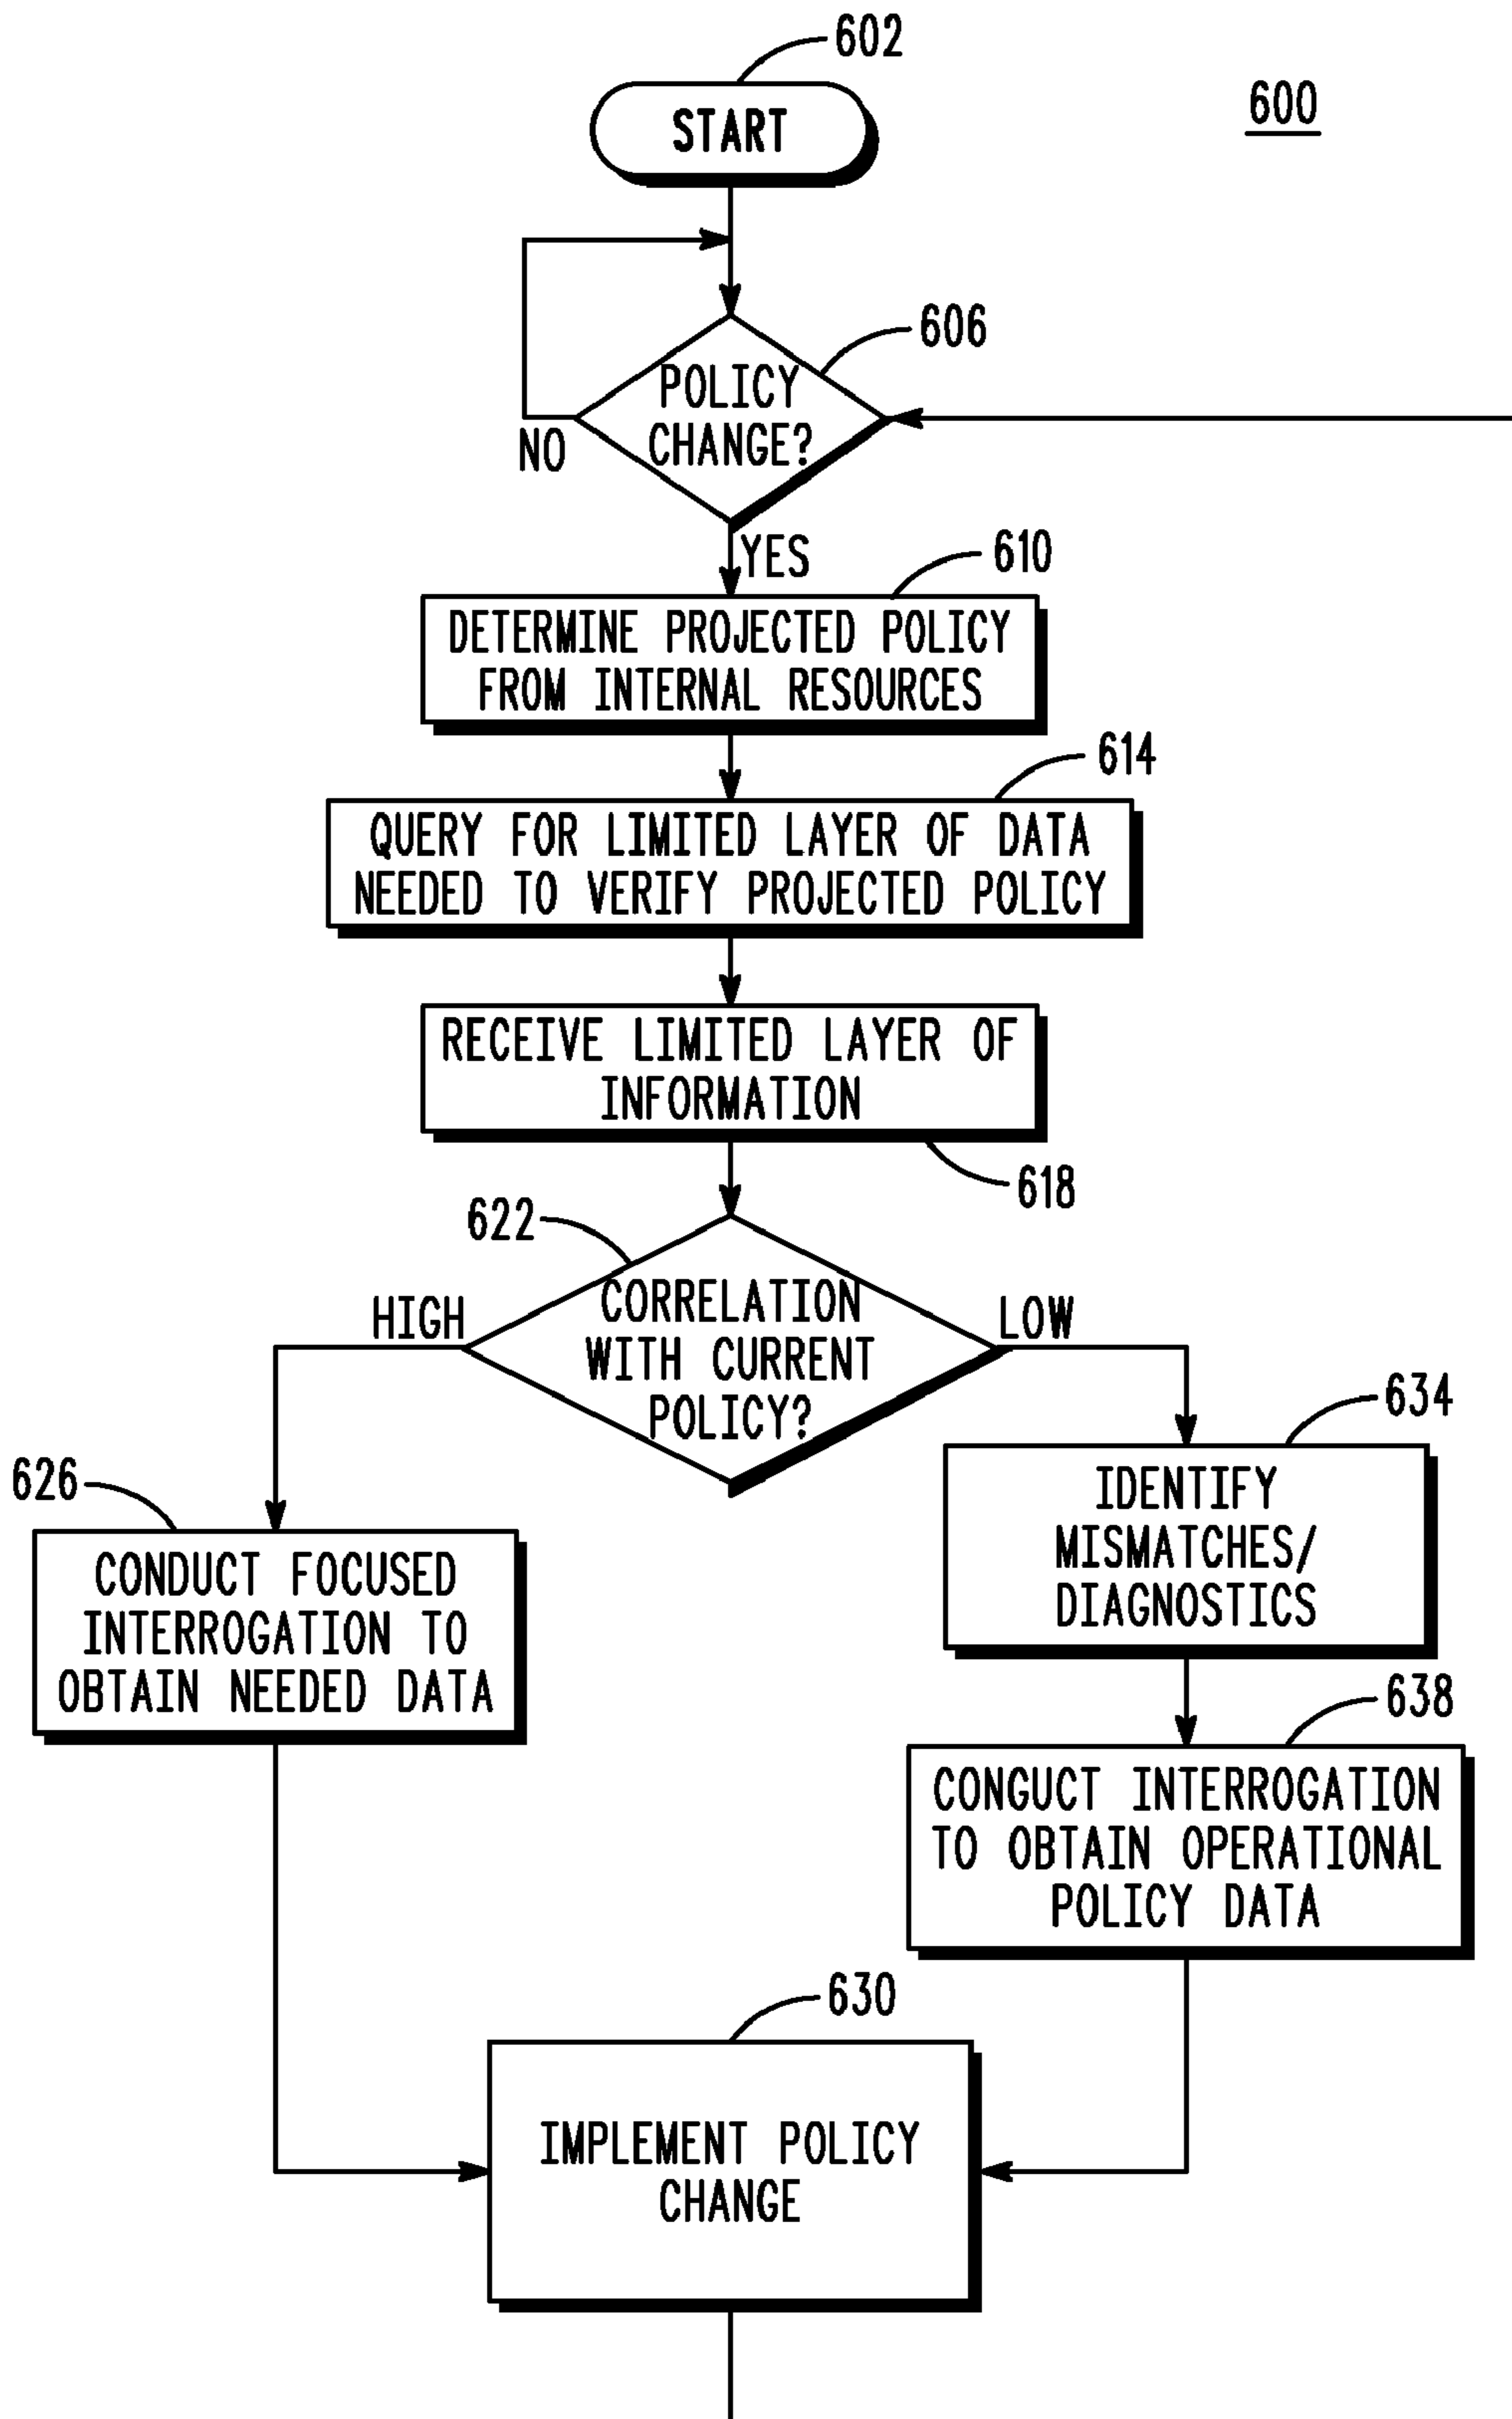 602
600
START
606
POLICY
CHANGE?
NO
YES
610
DETERMINE PROJECTED POLICY
FROM INTERNAL RESOURCES
614
QUERY FOR LIMITED LAYER OF DATA
NEEDED TO VERIFY PROJECTED POLICY
RECEIVE LIMITED LAYER OF
INFORMATION
618
622
HIGH
CORRELATION
WITH CURRENT
POLICY?
LOW
634
626
IDENTIFY
MISMATCHES/
DIAGNOSTICS
CONDUCT FOCUSED
INTERROGATION TO
OBTAIN NEEDED DATA
638
CONGUCT INTERROGATION
TO OBTAIN OPERATIONAL
POLICY DATA
630
IMPLEMENT POLICY
CHANGE